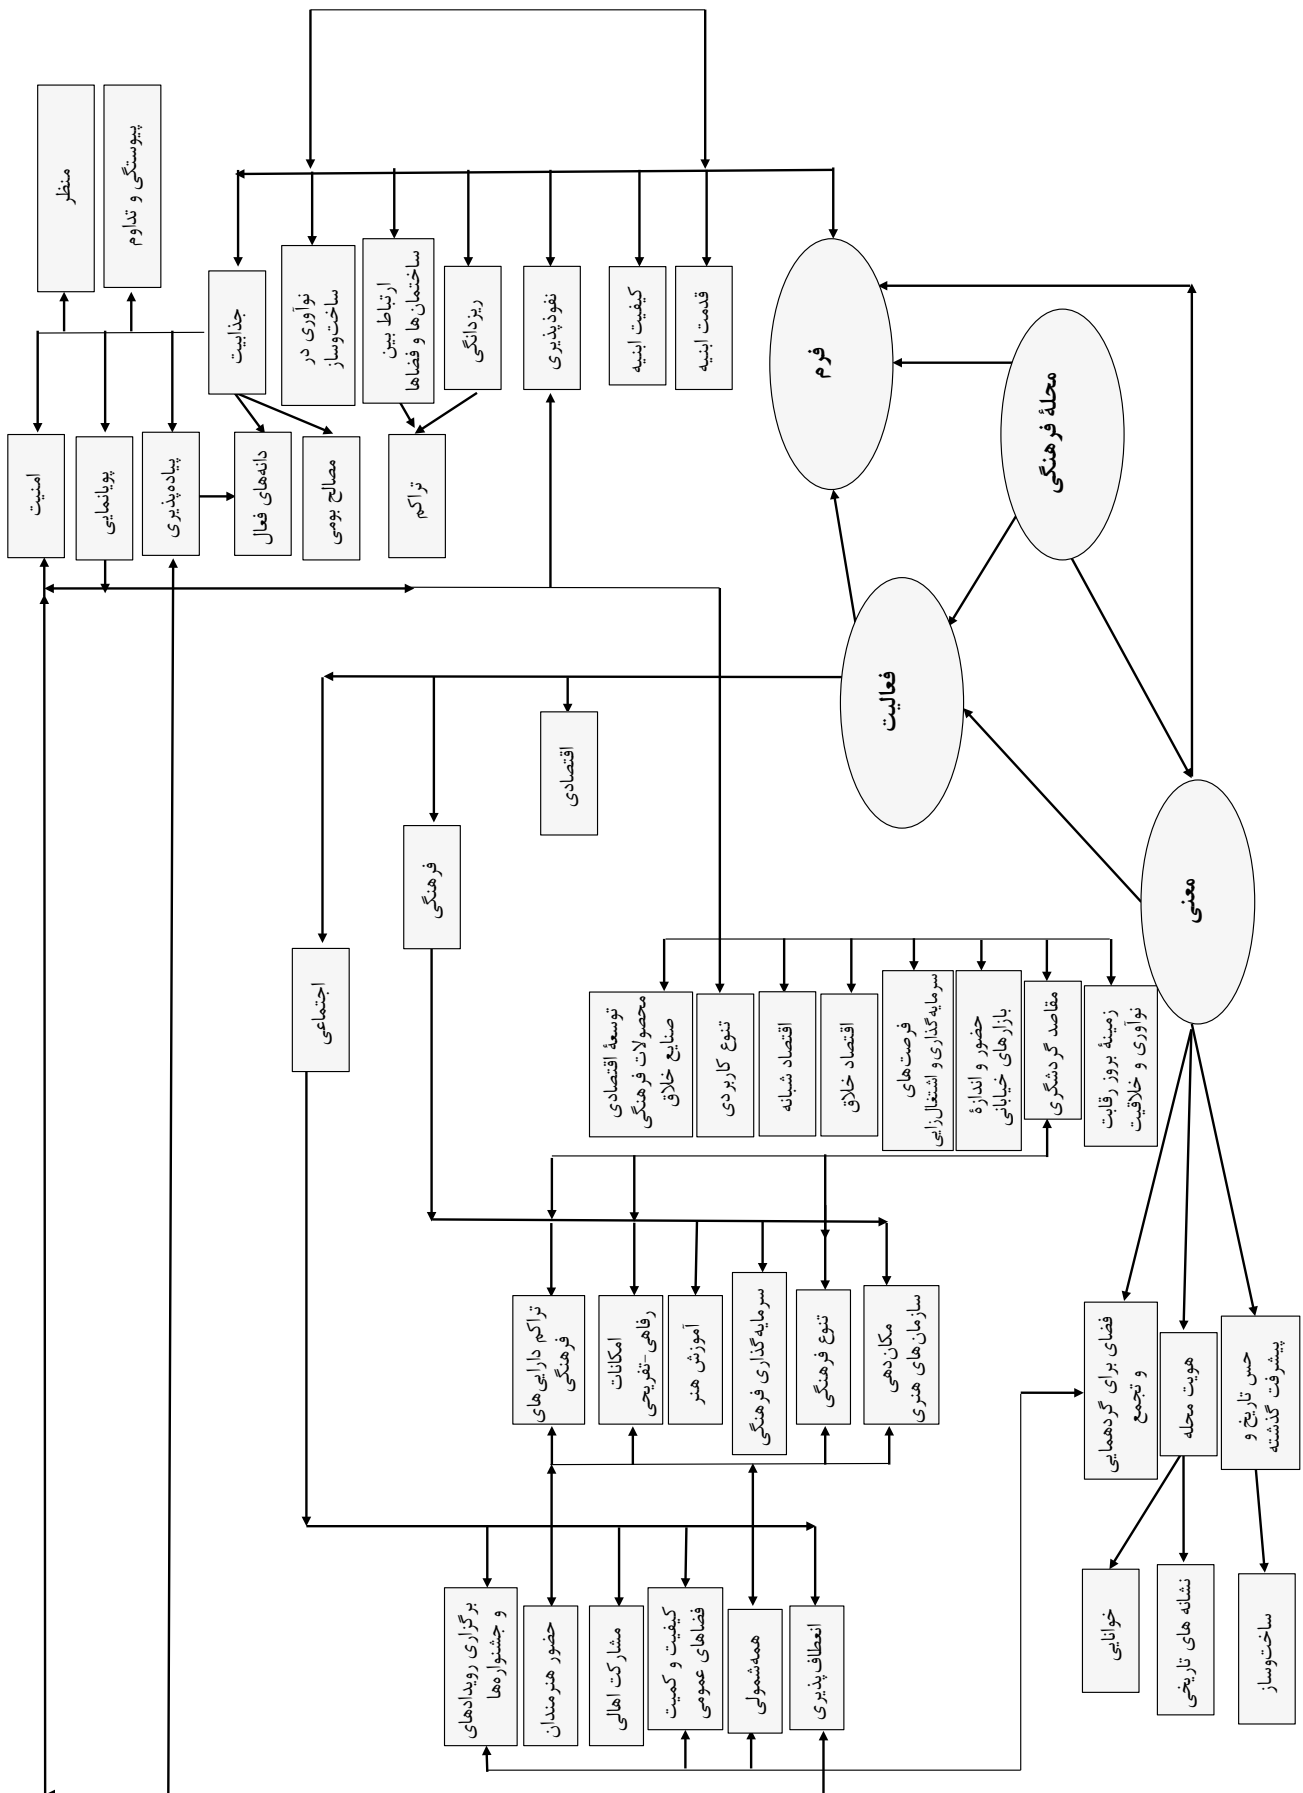 محلهٔ فرهنگی
فرم
فعالیت
معنی
قدمت ابنیه
کیفیت ابنیه
نفوذپذیری
ریزدانگی
ارتباط بین
ساختمان‌ها و فضاها
نوآوری در
ساخت‌وساز
جذابیت
پیوستگی و تداوم
منظر
تراکم
مصالح بومی
دانه‌های فعال
پیاده‌پذیری
پویانمایی
امنیت
اقتصادی
فرهنگی
اجتماعی
زمینهٔ بروز رقابت
نوآوری و خلاقیت
مقاصد گردشگری
حضور و اندازهٔ
بازارهای خیابانی
فرصت‌های
سرمایه‌گذاری و اشتغال‌زایی
اقتصاد خلاق
اقتصاد شبانه
تنوع کاربردی
توسعهٔ اقتصادی
محصولات فرهنگی
صنایع خلاق
مکان‌دهی
سازمان‌های هنری
تنوع فرهنگی
سرمایه‌گذاری فرهنگی
آموزش هنر
امکانات
رفاهی-تفریحی
تراکم دارایی‌های
فرهنگی
انعطاف‌پذیری
همه‌شمولی
کیفیت و کمیت
فضاهای عمومی
مشارکت اهالی
حضور هنرمندان
برگزاری رویدادهای
و جشنواره‌ها
حس تاریخ و
پیشرفت گذشته
هویت محله
فضای برای گردهمایی
و تجمع
ساخت‌وساز
نشانه های تاریخی
خوانایی